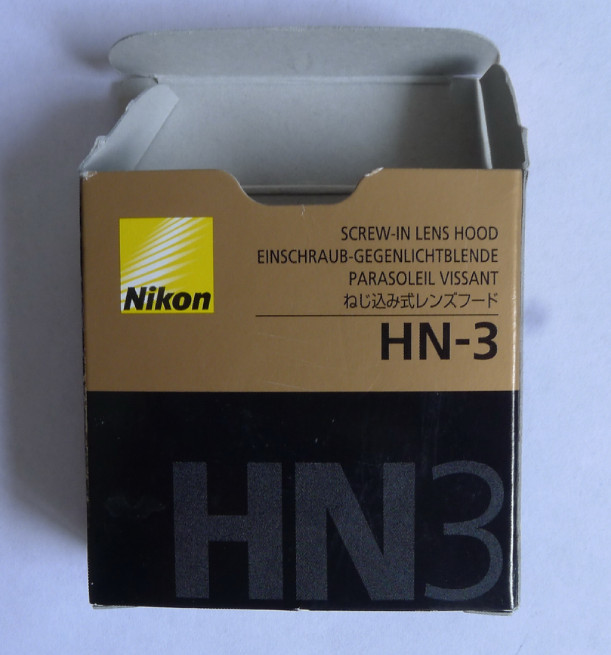 Nikon
SCREW-IN LENS HOOD
EINSCHRAUB-GEGENLICHTBLENDE
PARASOLEIL VISSANT
ねじ込み式レンズフード
HN-3
HN3